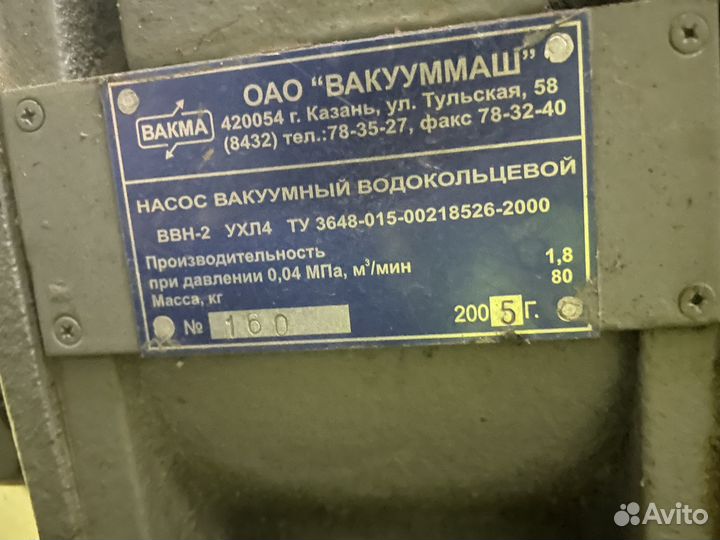 ВАКМА
ОАО "ВАКУУММАШ"
420054 г. Казань, ул. Тульская, 58
(8432) тел.:78-35-27, факс 78-32-40
НАСОС ВАКУУМНЫЙ ВОДОКОЛЬЦЕВОЙ
ВВН-2 УХЛ4 ТУ 3648-015-00218526-2000
Производительность
при давлении 0,04 МПа, м³/мин 1,8
Масса, кг 80
№ 160 2005г.
Avito